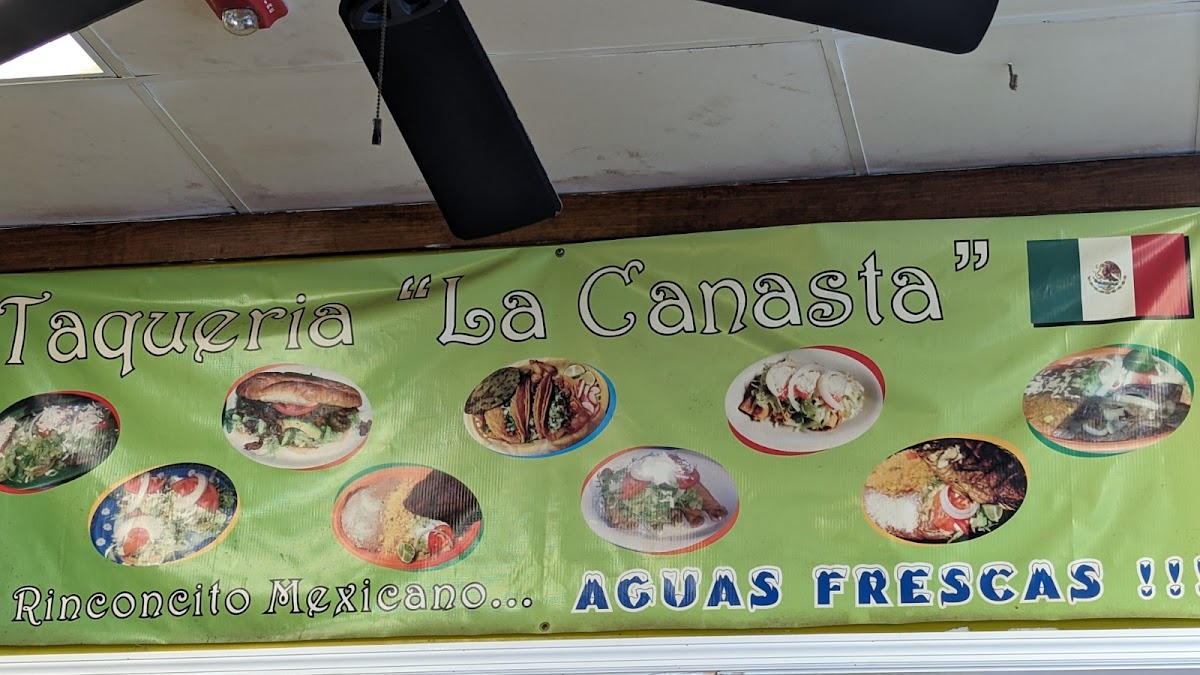 Taqueria "La Canasta"
Rinconcito Mexicano... AGUAS FRESCAS !!!